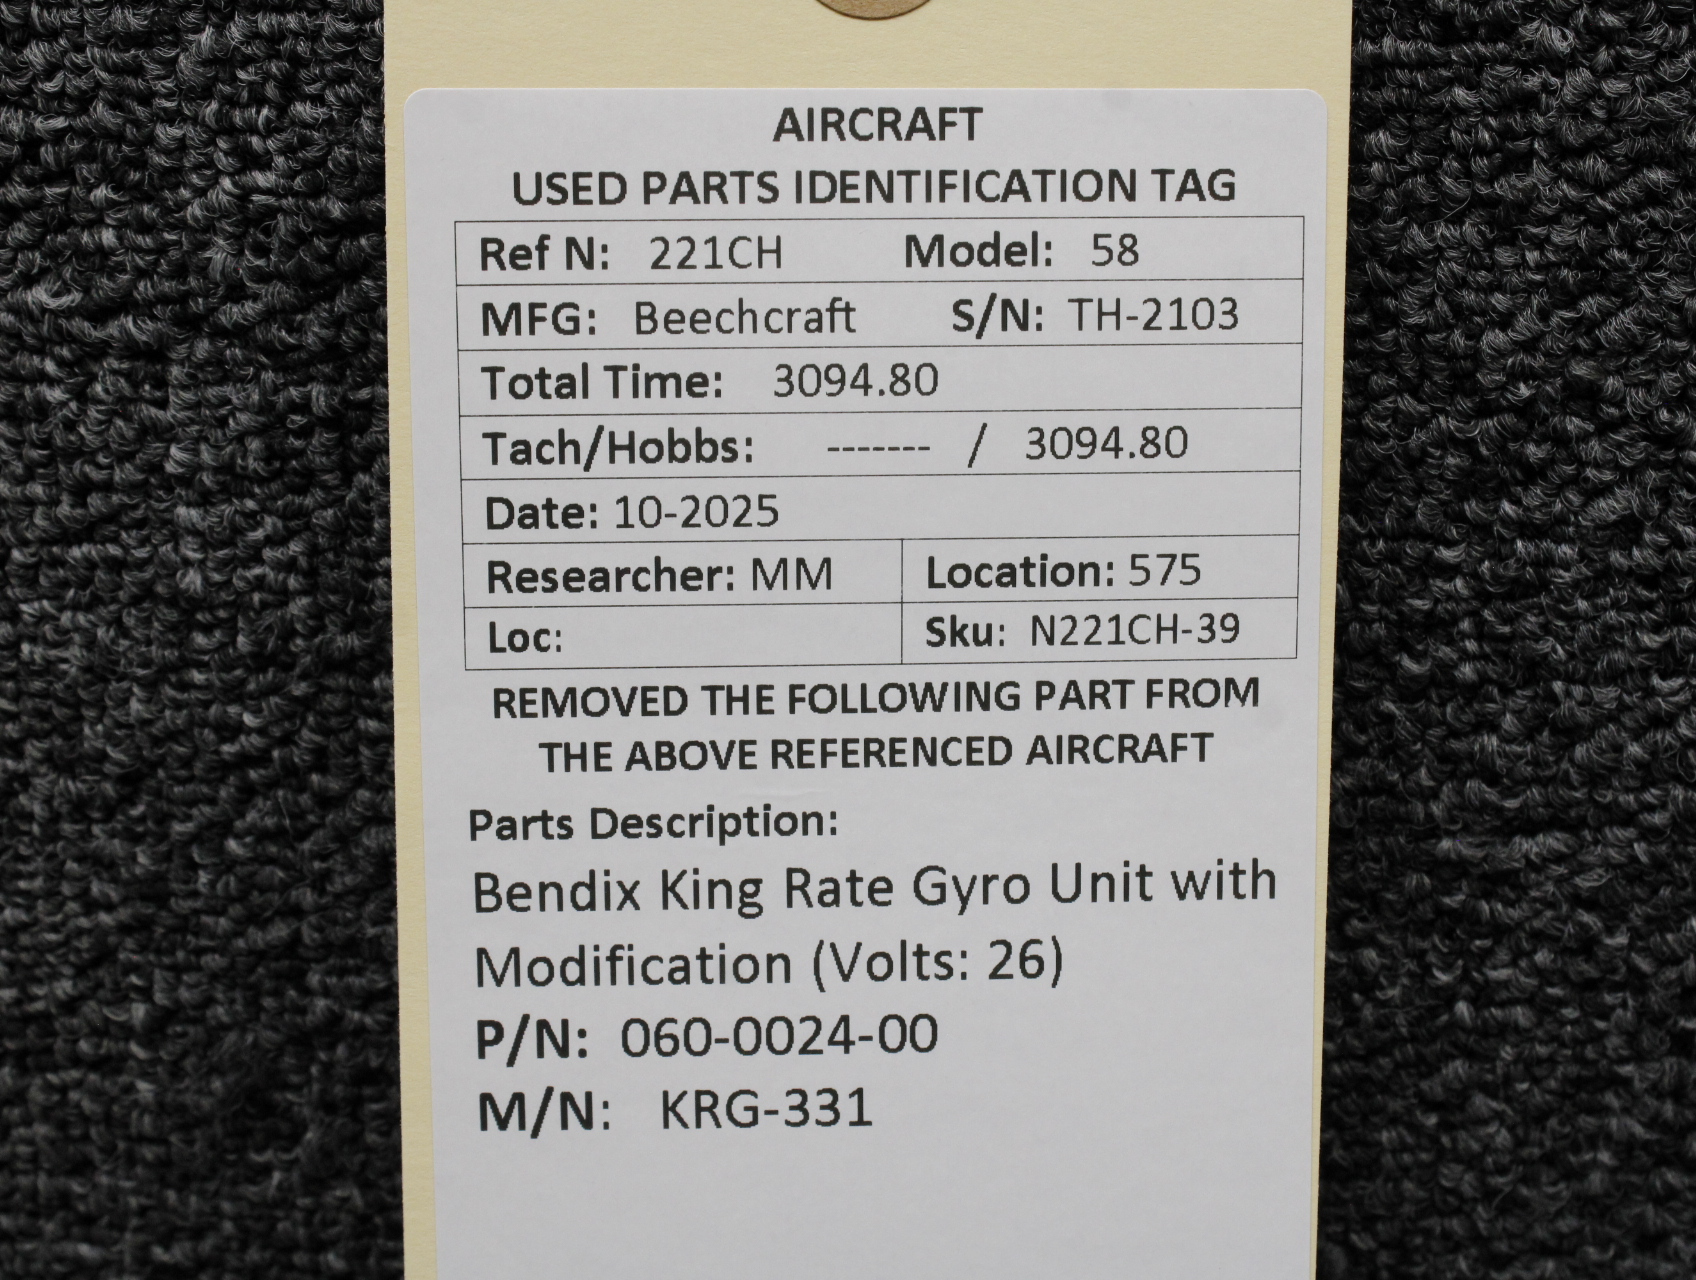 AIRCRAFT
USED PARTS IDENTIFICATION TAG
Ref N: 221CH Model: 58
MFG: Beechcraft S/N: TH-2103
Total Time: 3094.80
Tach/Hobbs: ------- / 3094.80
Date: 10-2025
Researcher: MM Location: 575
Loc: Sku: N221CH-39
REMOVED THE FOLLOWING PART FROM
THE ABOVE REFERENCED AIRCRAFT
Parts Description:
Bendix King Rate Gyro Unit with
Modification (Volts: 26)
P/N: 060-0024-00
M/N: KRG-331